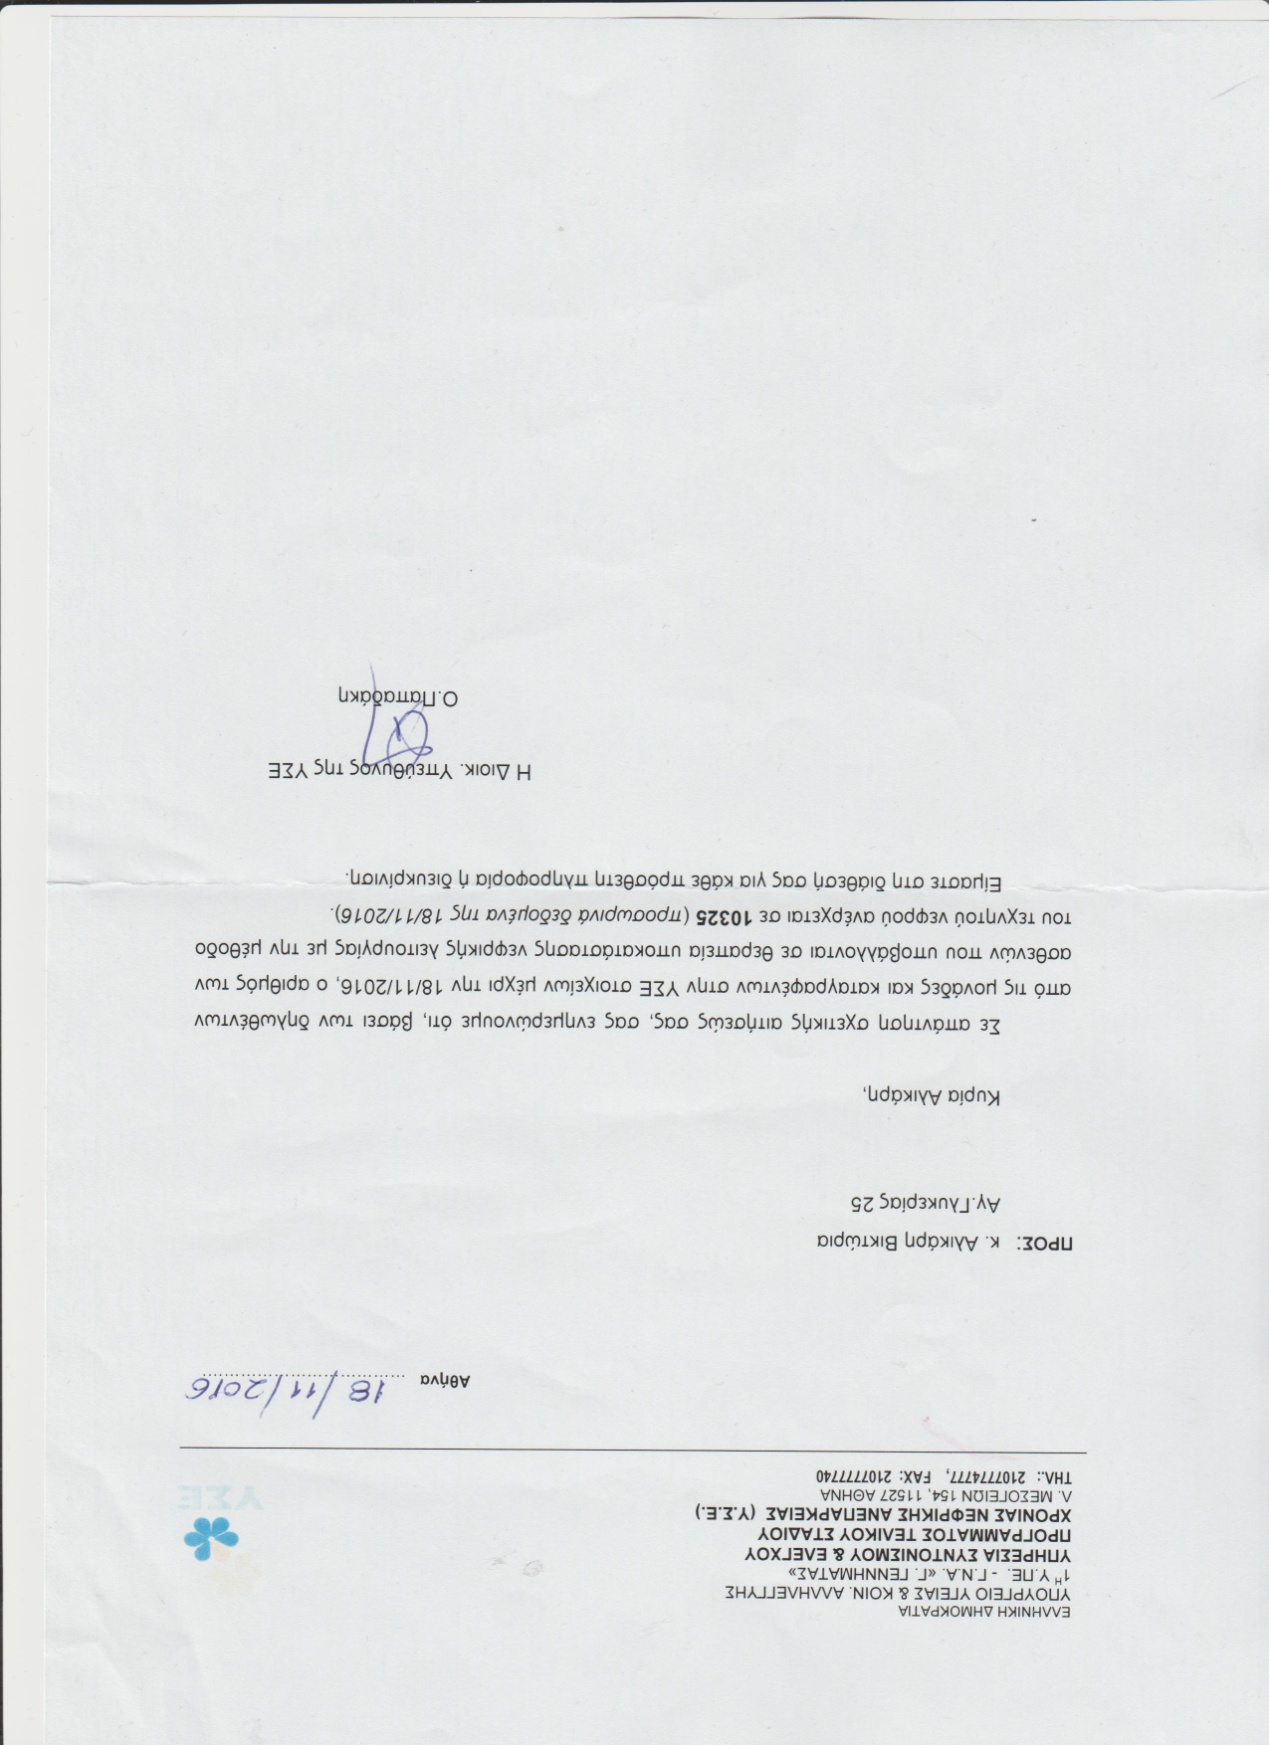 ΕΛΛΗΝΙΚΗ ΔΗΜΟΚΡΑΤΙΑ
ΥΠΟΥΡΓΕΙΟ ΥΓΕΙΑΣ & ΚΟΙΝ. ΑΛΛΗΛΕΓΓΥΗΣ
1Η Υ.ΠΕ. - Γ.Ν.Α. «Γ. ΓΕΝΝΗΜΑΤΑΣ»
ΥΠΗΡΕΣΙΑ ΣΥΝΤΟΝΙΣΜΟΥ & ΕΛΕΓΧΟΥ
ΠΡΟΓΡΑΜΜΑΤΟΣ ΤΕΛΙΚΟΥ ΣΤΑΔΙΟΥ
ΧΡΟΝΙΑΣ ΝΕΦΡΙΚΗΣ ΑΝΕΠΑΡΚΕΙΑΣ (Υ.Σ.Ε.)
Λ. ΜΕΣΟΓΕΙΩΝ 154, 11527 ΑΘΗΝΑ
ΤΗΛ.: 2107774777, FAX: 2107777740
ΥΣΕ
Αθήνα 18/11/2016
ΠΡΟΣ: κ. Αλικάρη Βικτώρια
Αγ.Γλυκερίας 25
Κυρία Αλικάρη,
Σε απάντηση σχετικής αιτήσεώς σας, σας ενημερώνουμε ότι, βάσει των δηλωθέντων
από τις μονάδες και καταγραφέντων στην ΥΣΕ στοιχείων μέχρι την 18/11/2016, ο αριθμός των
ασθενών που υποβάλλονται σε θεραπεία υποκατάστασης νεφρικής λειτουργίας με την μέθοδο
του τεχνητού νεφρού ανέρχεται σε 10325 (προσωρινά δεδομένα της 18/11/2016).
Είμαστε στη διάθεσή σας για κάθε πρόσθετη πληροφορία ή διευκρίνιση.
Η Διοικ. Υπεύθυνος της ΥΣΕ
Ο.Παπαδάκη